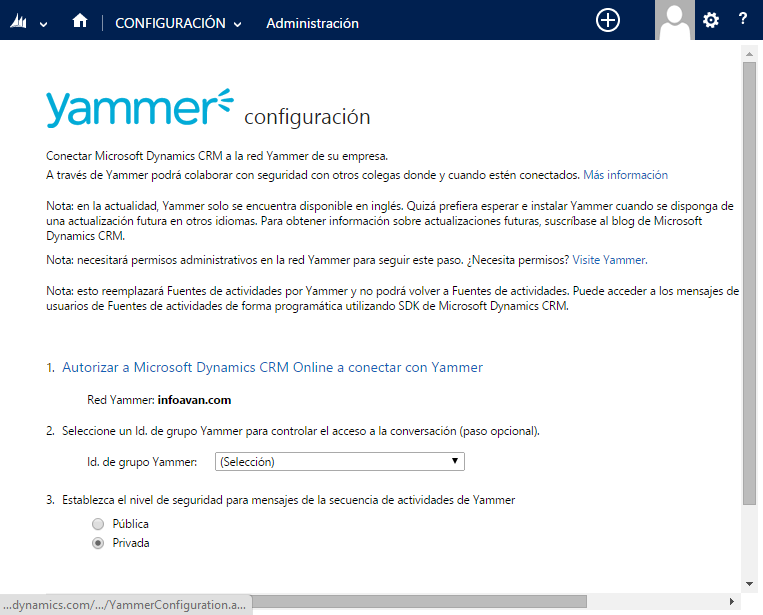 CONFIGURACIÓN Administración ?
yammer configuración
Conectar Microsoft Dynamics CRM a la red Yammer de su empresa.
A través de Yammer podrá colaborar con seguridad con otros colegas donde y cuando estén conectados. Más información
Nota: en la actualidad, Yammer solo se encuentra disponible en inglés. Quizá prefiera esperar e instalar Yammer cuando se disponga de
una actualización futura en otros idiomas. Para obtener información sobre actualizaciones futuras, suscríbase al blog de Microsoft
Dynamics CRM.
Nota: necesitará permisos administrativos en la red Yammer para seguir este paso. ¿Necesita permisos? Visite Yammer.
Nota: esto reemplazará Fuentes de actividades por Yammer y no podrá volver a Fuentes de actividades. Puede acceder a los mensajes de
usuarios de Fuentes de actividades de forma programática utilizando SDK de Microsoft Dynamics CRM.
1. Autorizar a Microsoft Dynamics CRM Online a conectar con Yammer
Red Yammer: infoavan.com
2. Seleccione un Id. de grupo Yammer para controlar el acceso a la conversación (paso opcional).
Id. de grupo Yammer: (Selección)
3. Establezca el nivel de seguridad para mensajes de la secuencia de actividades de Yammer
Pública
Privada
...dynamics.com/.../YammerConfiguration.a...